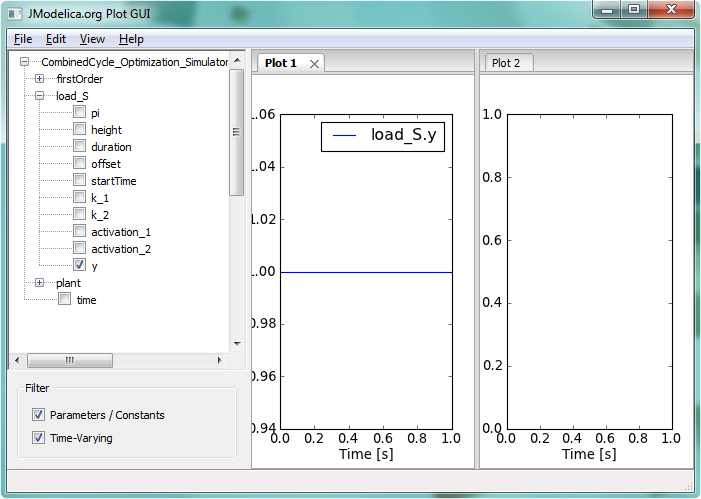 JModelica.org Plot GUI
File Edit View Help
CombinedCycle_Optimization_Simulator
firstOrder
load_S
pi
height
duration
offset
startTime
k_1
k_2
activation_1
activation_2
y
plant
time
Filter
Parameters / Constants
Time-Varying
Plot 1
load_S.y
1.06
1.04
1.02
1.00
0.98
0.96
0.94
0.0 0.2 0.4 0.6 0.8 1.0
Time [s]
Plot 2
1.0
0.8
0.6
0.4
0.2
0.0
0.0 0.2 0.4 0.6 0.8 1.0
Time [s]